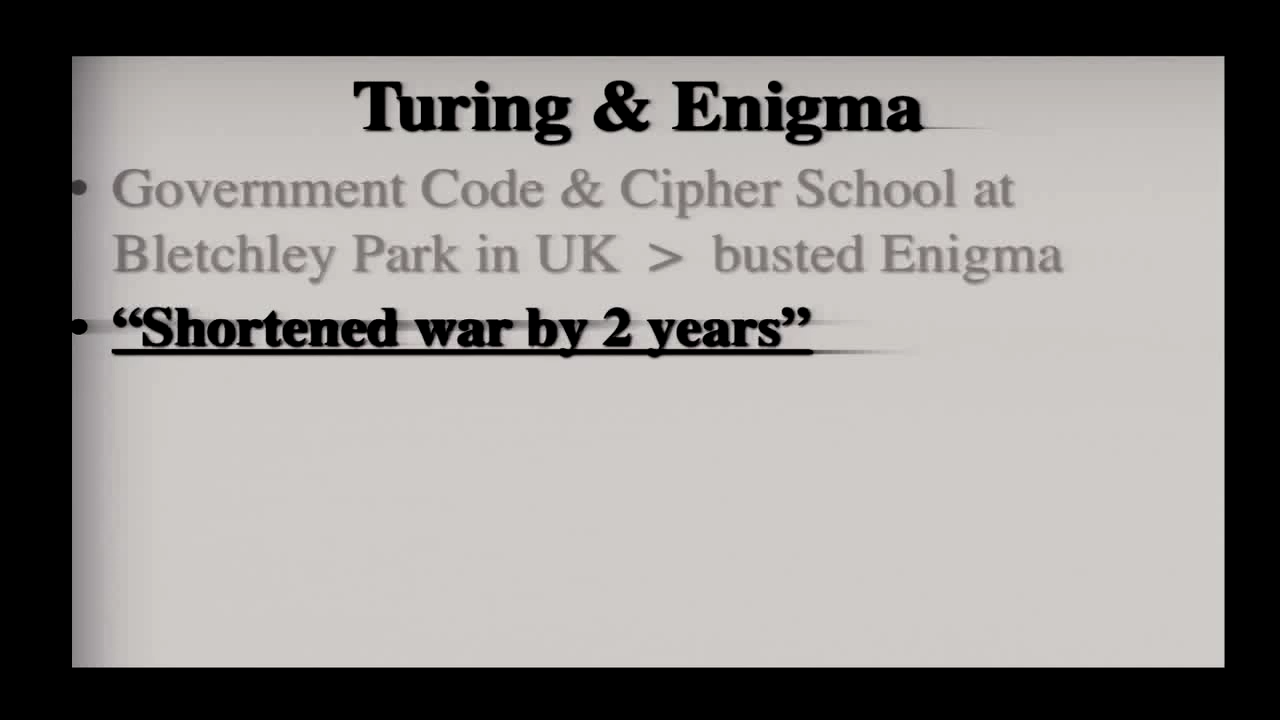 Turing & Enigma
• Government Code & Cipher School at
Bletchley Park in UK > busted Enigma
• “Shortened war by 2 years”